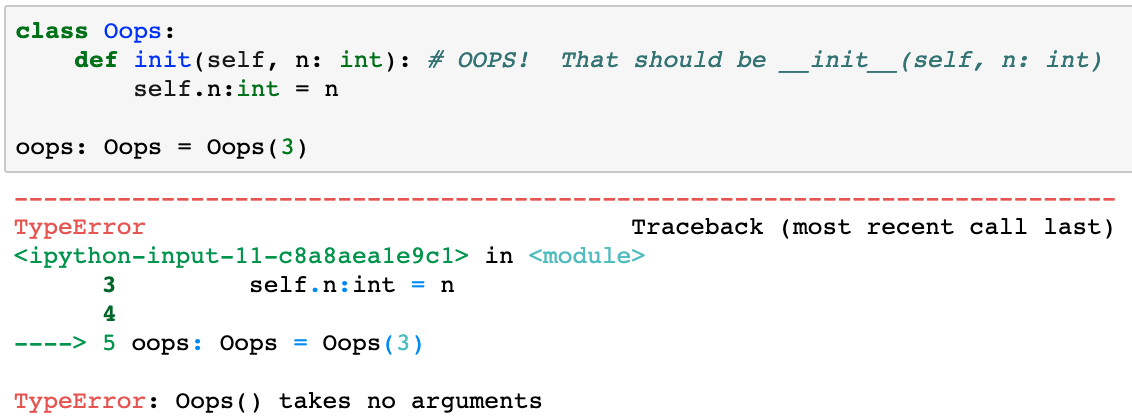 class Oops:
    def init(self, n: int): # OOPS!  That should be __init__(self, n: int)
        self.n:int = n

oops: Oops = Oops(3)

---------------------------------------------------------------------------
TypeError                                 Traceback (most recent call last)
<ipython-input-11-c8a8aea1e9c1> in <module>
      3         self.n:int = n
      4 
----> 5 oops: Oops = Oops(3)

TypeError: Oops() takes no arguments